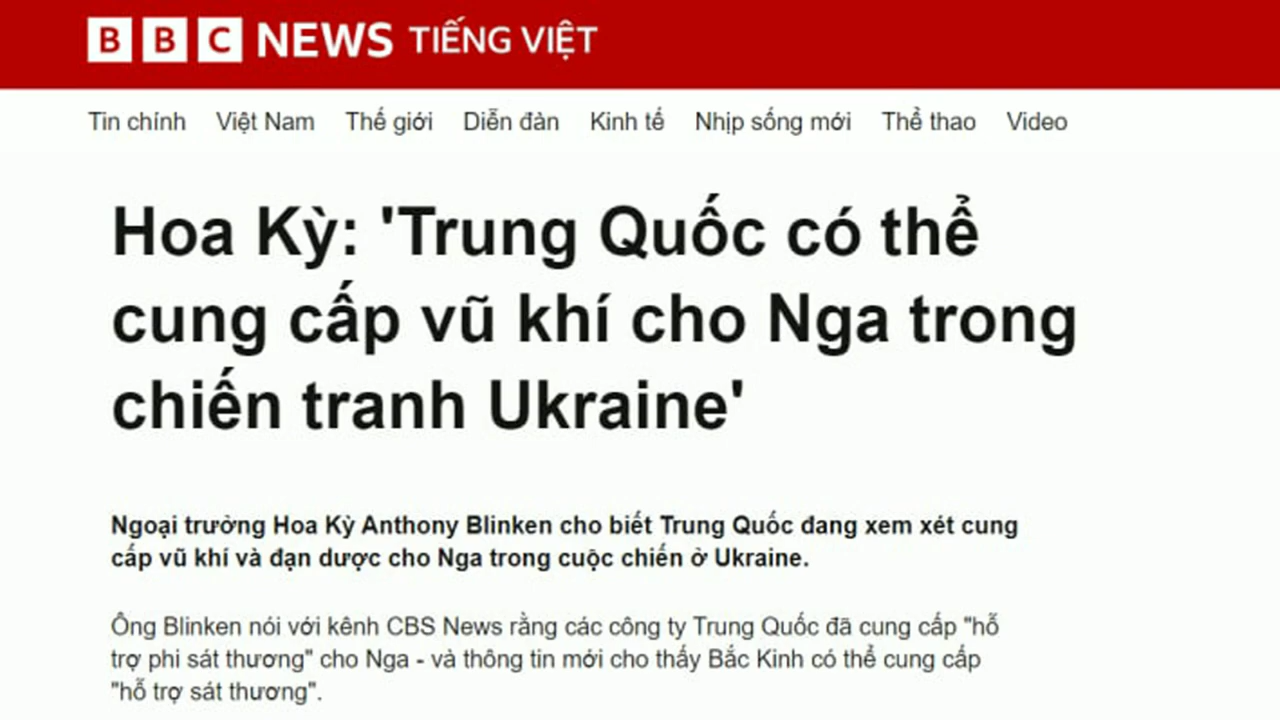 BBC NEWS TIẾNG VIỆT
Tin chính Việt Nam Thế giới Diễn đàn Kinh tế Nhịp sống mới Thể thao Video
Hoa Kỳ: 'Trung Quốc có thể
cung cấp vũ khí cho Nga trong
chiến tranh Ukraine'
Ngoại trưởng Hoa Kỳ Anthony Blinken cho biết Trung Quốc đang xem xét cung
cấp vũ khí và đạn dược cho Nga trong cuộc chiến ở Ukraine.
Ông Blinken nói với kênh CBS News rằng các công ty Trung Quốc đã cung cấp "hỗ
trợ phi sát thương" cho Nga - và thông tin mới cho thấy Bắc Kinh có thể cung cấp
"hỗ trợ sát thương".